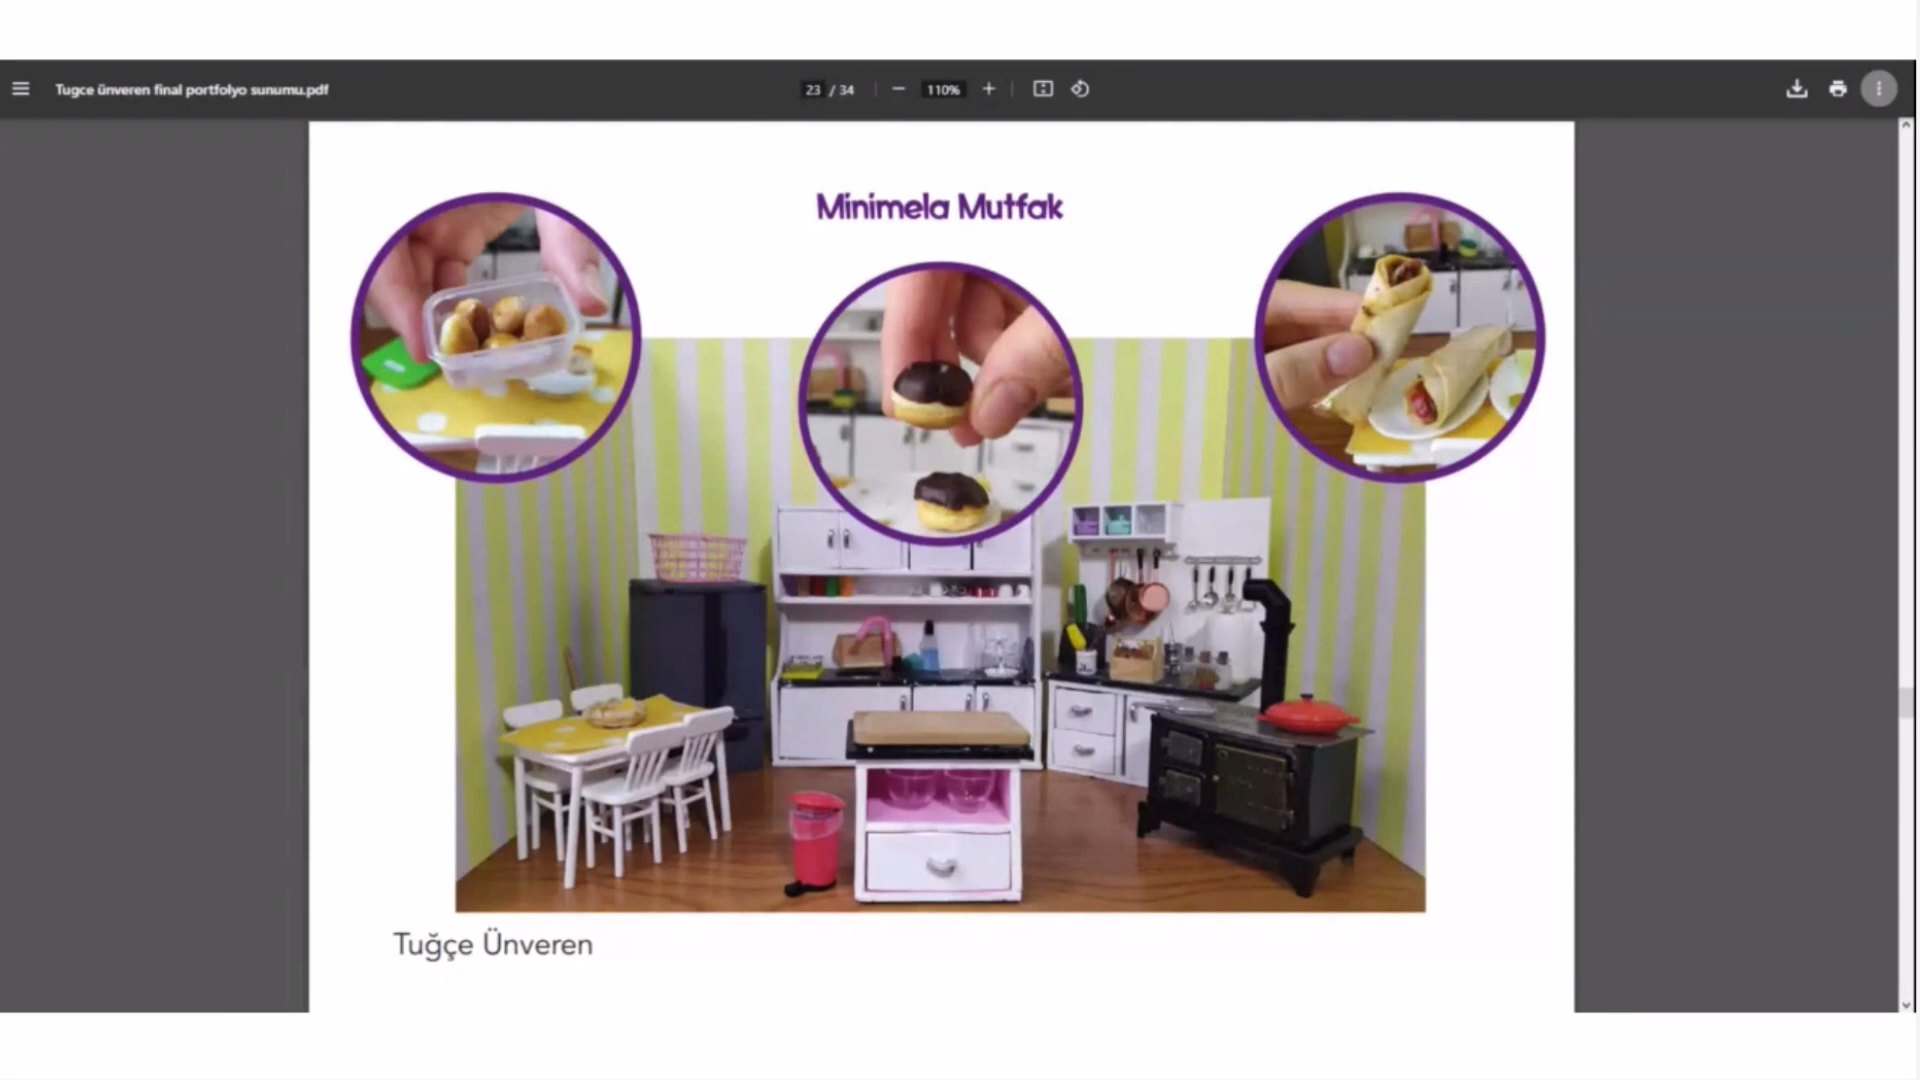 Tugce ünveren final portfolyo sunumu.pdf
23 / 34
110%
Minimela Mutfak
Tuğçe Ünveren